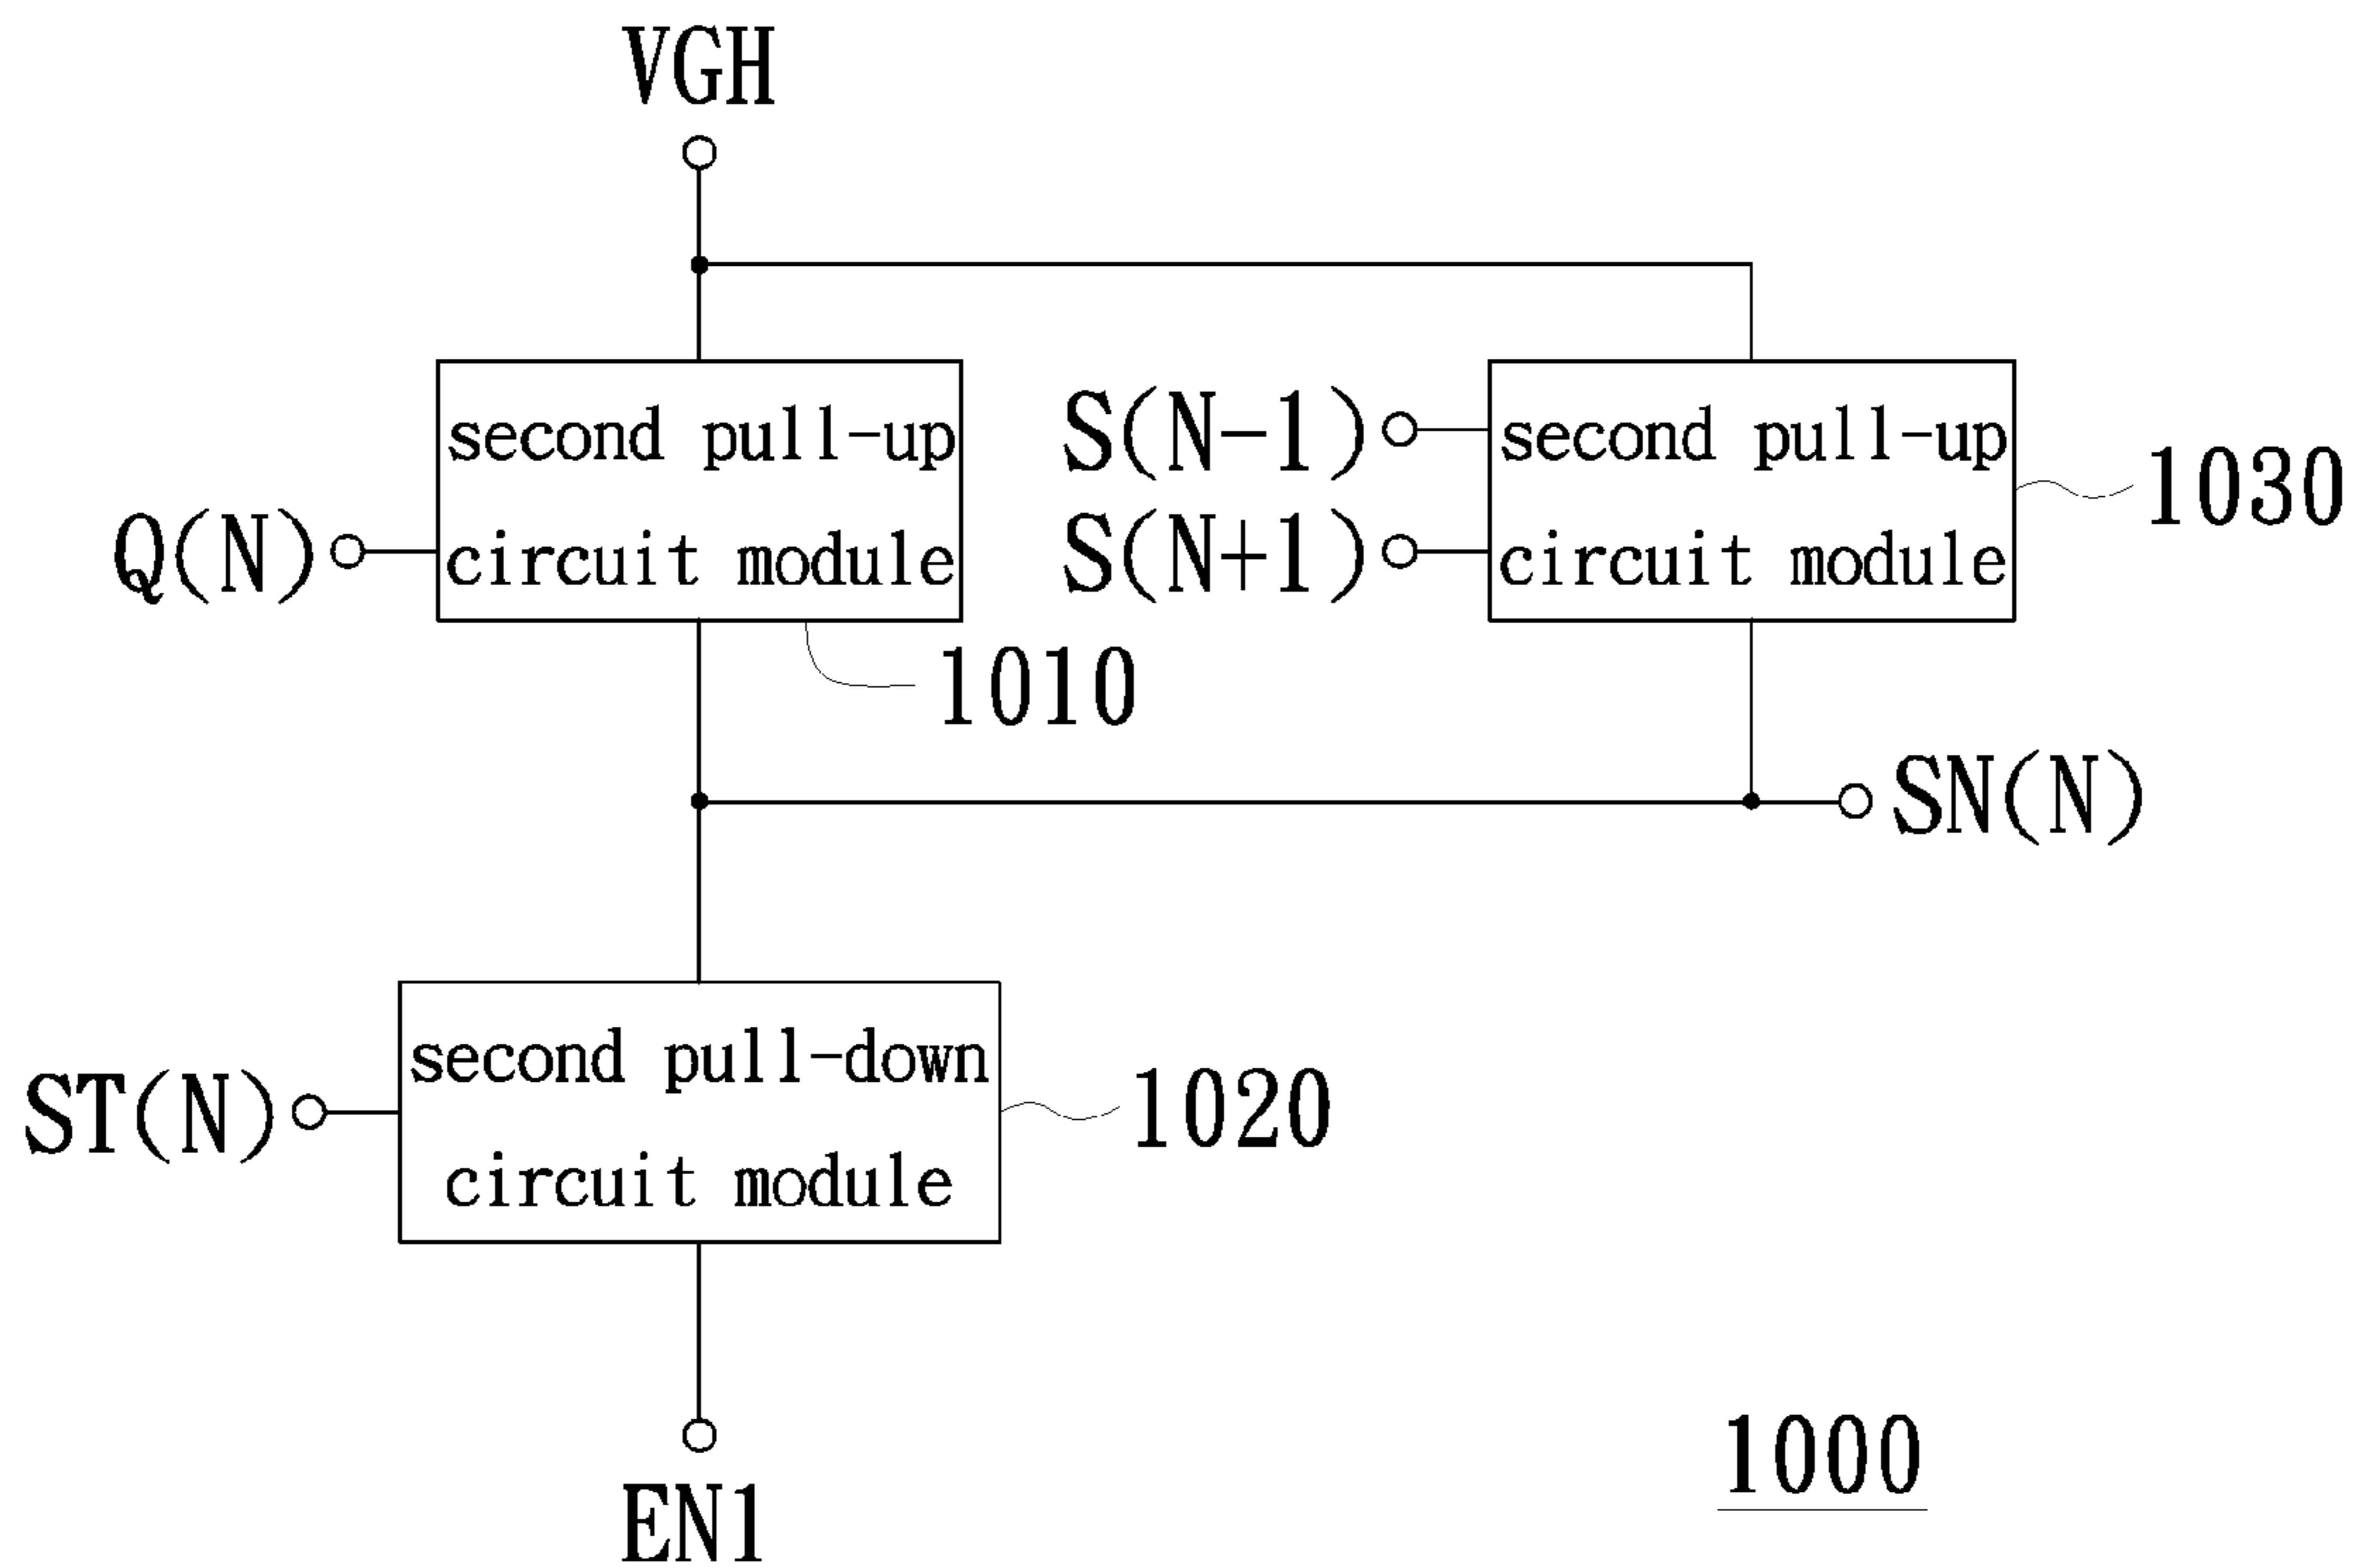 VGH
second pull-up
circuit module
Q(N)
1010
S(N-1)
S(N+1)
second pull-up
circuit module
1030
SN(N)
second pull-down
circuit module
ST(N)
1020
EN1
1000